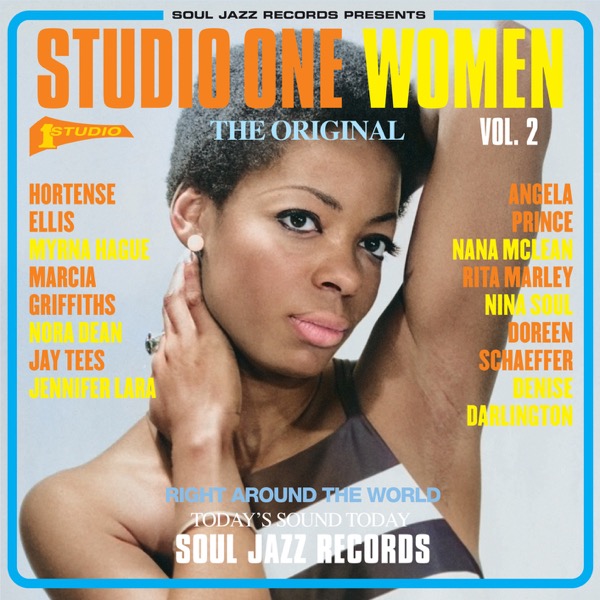 SOUL JAZZ RECORDS PRESENTS
STUDIO ONE WOMEN
THE ORIGINAL
VOL. 2
1 STUDIO
HORTENSE
ELLIS
MYRNA HAGUE
MARCIA
GRIFFITHS
NORA DEAN
JAY TEES
JENNIFER LARA
ANGELA
PRINCE
NANA MCLEAN
RITA MARLEY
NINA SOUL
DOREEN
SCHAEFFER
DENISE
DARLINGTON
RIGHT AROUND THE WORLD
TODAY'S SOUND TODAY
SOUL JAZZ RECORDS